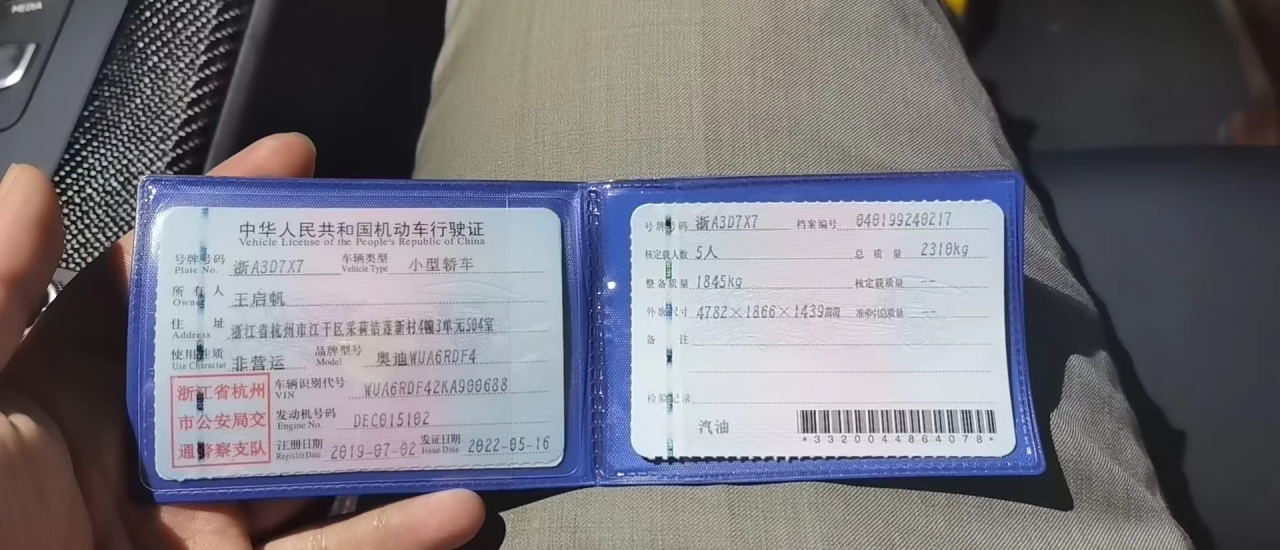 中华人民共和国机动车行驶证
Vehicle License of the People's Republic of China
号牌号码 浙A3D7X7 车辆类型 小型轿车
Plate No. Vehicle Type
所有人 王启帆
Owner
住址 浙江省杭州市江干区采荷洁莲新村4幢3单元504室
Address
使用性质 非营运 品牌型号 奥迪WUA6RDF4
Use Character Model
浙江省杭州
市公安局交
通警察支队
车辆识别代号 WUA6RDF42KA900688
VIN
发动机号码 DEC015102
Engine No.
注册日期 2019-07-02 发证日期 2022-05-16
Register Date Issue Date
号牌号码 浙A3D7X7 档案编号 040199240217
核定载人数 5人 总质量 2310kg
整备质量 1845kg 核定载质量 --
外廓尺寸 4782×1866×1439 准牵引总质量 --
备注
检验记录
汽油
*3320044864078*